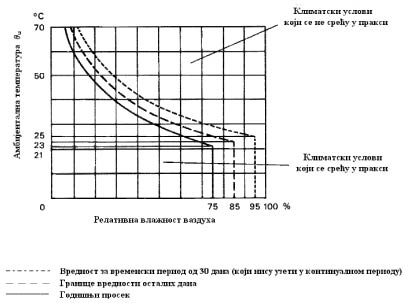 °C
70
50
25
23
21
0
Амбијентална температура θa
Климатски услови
који се не срећу у пракси
Климатски услови
који се срећу у пракси
75 85 95 100 %
Релативна влажност ваздуха
Вредност за временски период од 30 дана (који нису узети у континуалном периоду)
Границе вредности осталих дана
Годишњи просек